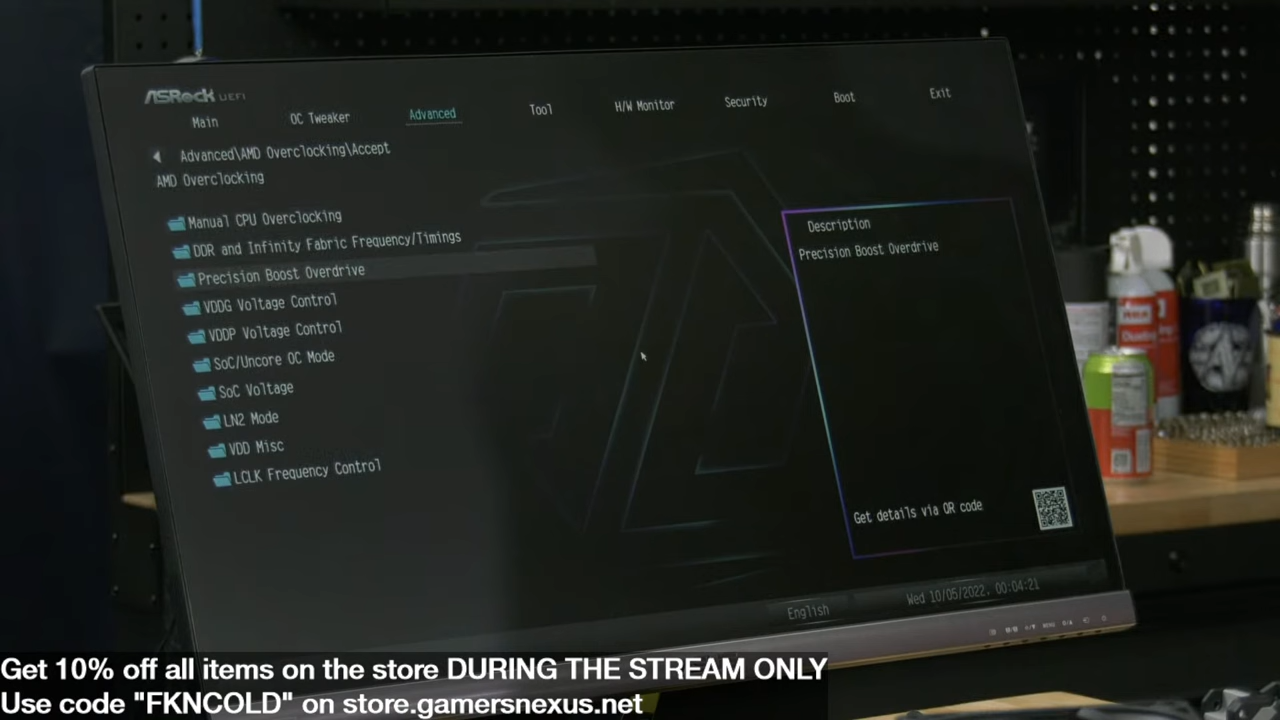 ASRock UEFI
Main
OC Tweaker
Advanced
Tool
H/W Monitor
Security
Boot
Exit
Advanced\AMD Overclocking\Accept
AMD Overclocking
Manual CPU Overclocking
DDR and Infinity Fabric Frequency/Timings
Precision Boost Overdrive
VDDG Voltage Control
VDDP Voltage Control
SoC/Uncore OC Mode
SoC Voltage
LN2 Mode
VDD Misc
LCLK Frequency Control
Description
Precision Boost Overdrive
Get details via QR code
English
Wed 10/05/2022, 00:04:21
Get 10% off all items on the store DURING THE STREAM ONLY
Use code "FKNCOLD" on store.gamersnexus.net